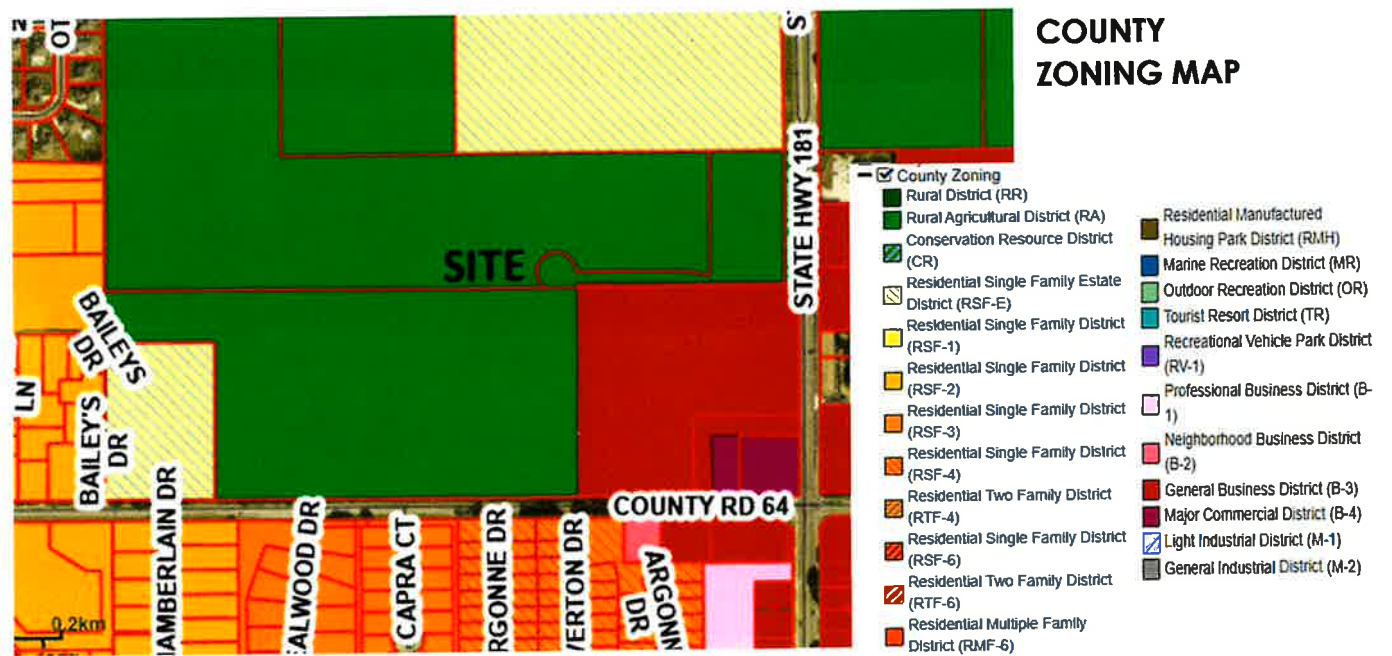 COUNTY
ZONING MAP
SITE
STATE HWY 181
BAILEYS
DR
BAILEY'S
DR
LN
COUNTY RD 64
AMBERLAIN DR
EALWOOD DR
CAPRA CT
RGONNE DR
VERTON DR
ARGONN
DR
0.2km
County Zoning
Rural District (RR)
Rural Agricultural District (RA)
Conservation Resource District
(CR)
Residential Single Family Estate
District (RSF-E)
Residential Single Family District
(RSF-1)
Residential Single Family District
(RSF-2)
Residential Single Family District
(RSF-3)
Residential Single Family District
(RSF-4)
Residential Two Family District
(RTF-4)
Residential Single Family District
(RSF-6)
Residential Two Family District
(RTF-6)
Residential Multiple Family
District (RMF-6)
Residential Manufactured
Housing Park District (RMH)
Marine Recreation District (MR)
Outdoor Recreation District (OR)
Tourist Resort District (TR)
Recreational Vehicle Park District
(RV-1)
Professional Business District (B-
1)
Neighborhood Business District
(B-2)
General Business District (B-3)
Major Commercial District (B-4)
Light Industrial District (M-1)
General Industrial District (M-2)